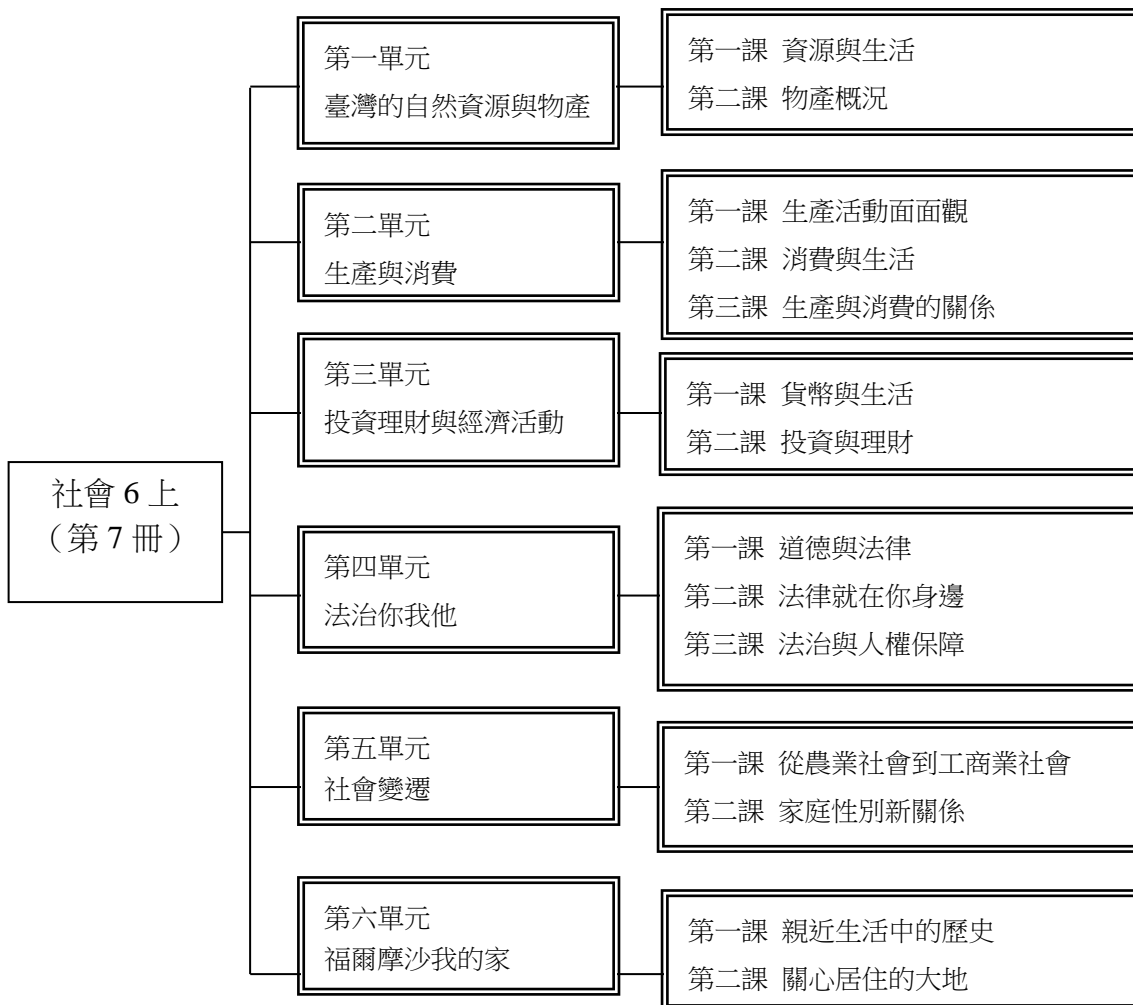 社會 6 上
（第 7 冊）
第一單元
臺灣的自然資源與物產
第一課 資源與生活
第二課 物產概況
第二單元
生產與消費
第一課 生產活動面面觀
第二課 消費與生活
第三課 生產與消費的關係
第三單元
投資理財與經濟活動
第一課 貨幣與生活
第二課 投資與理財
第四單元
法治你我他
第一課 道德與法律
第二課 法律就在你身邊
第三課 法治與人權保障
第五單元
社會變遷
第一課 從農業社會到工商業社會
第二課 家庭性別新關係
第六單元
福爾摩沙我的家
第一課 親近生活中的歷史
第二課 關心居住的大地